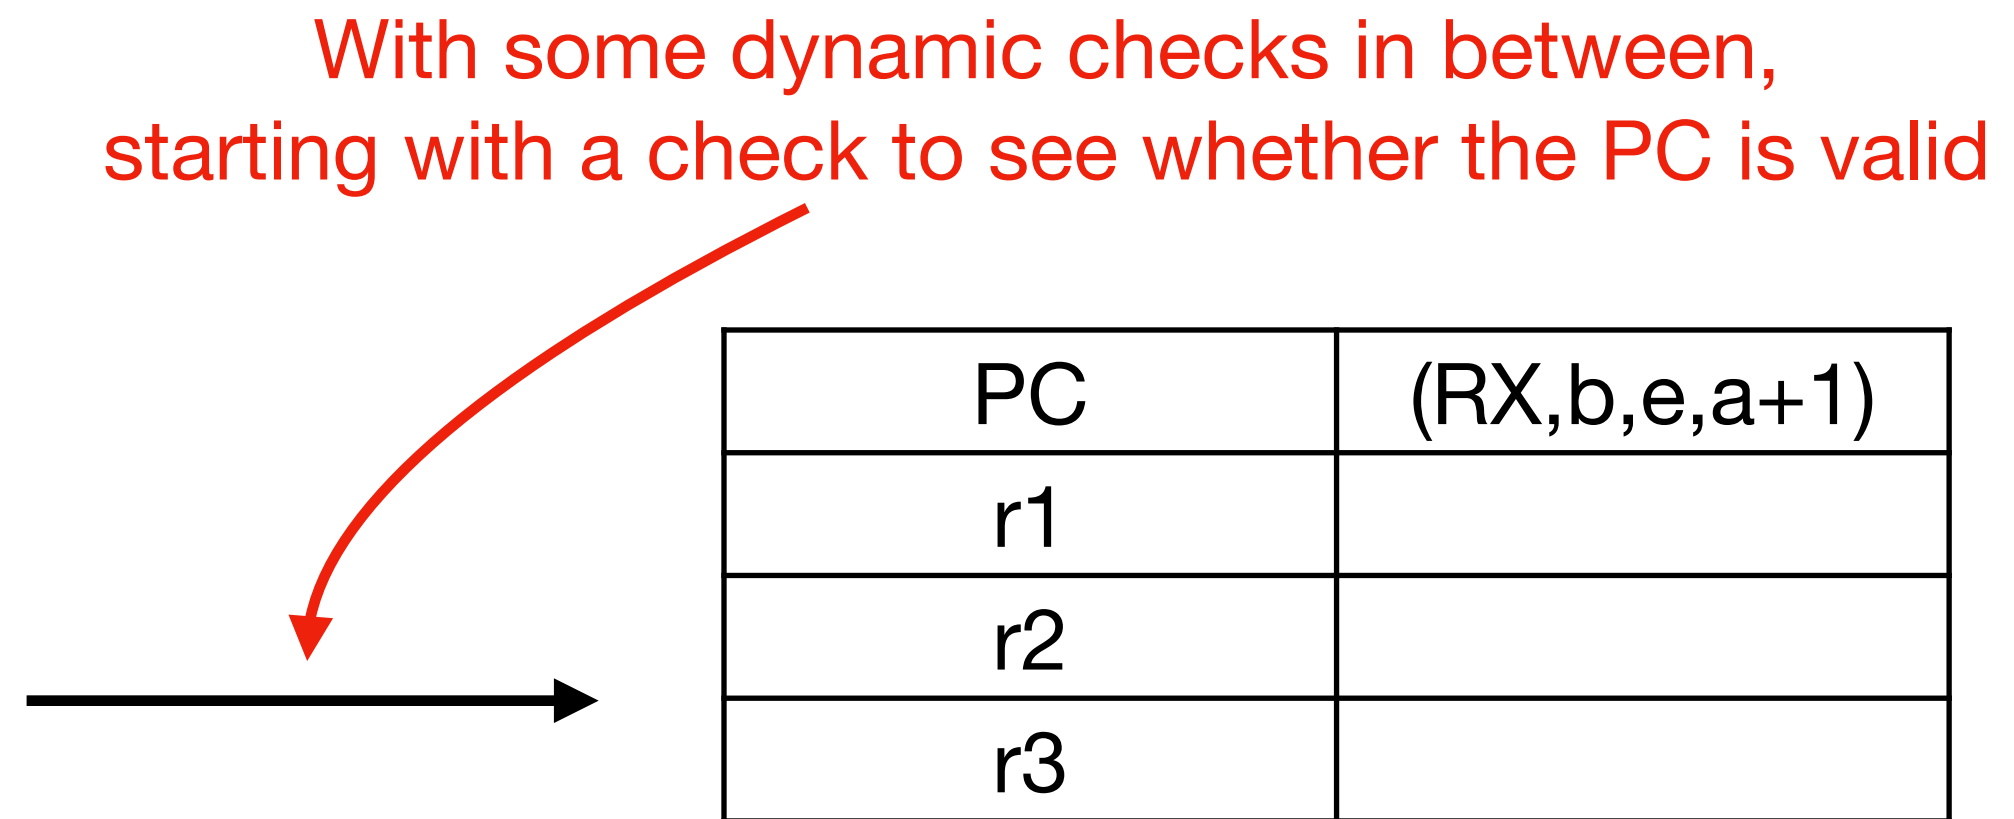 With some dynamic checks in between,
starting with a check to see whether the PC is valid
PC (RX,b,e,a+1)
r1
r2
r3